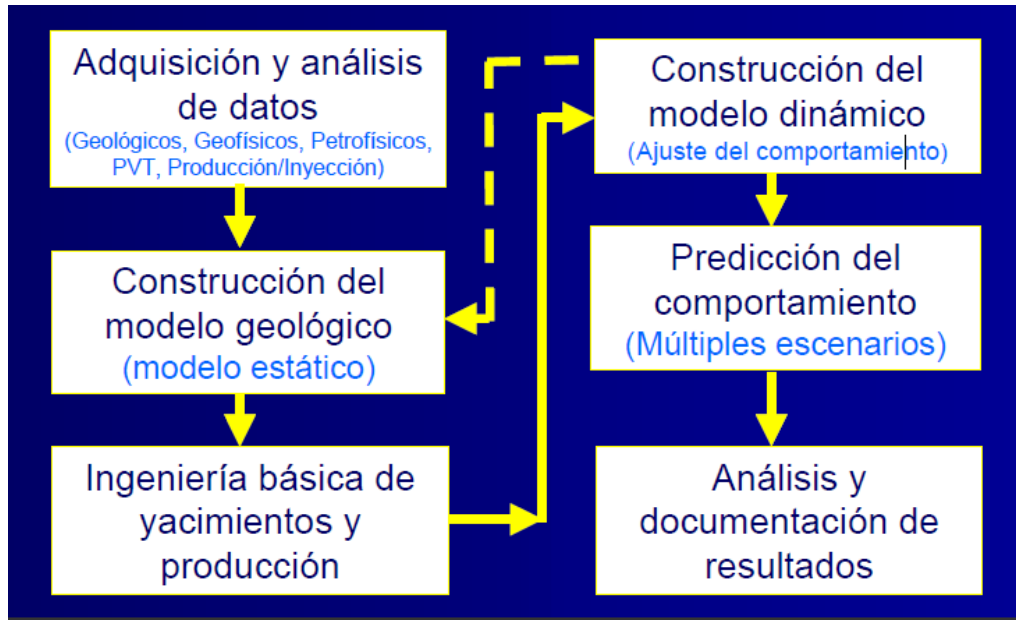 Adquisición y análisis
de datos
(Geológicos, Geofísicos, Petrofísicos,
PVT, Producción/Inyección)
Construcción del
modelo geológico
(modelo estático)
Ingeniería básica de
yacimientos y
producción
Construcción del
modelo dinámico
(Ajuste del comportamiento)
Predicción del
comportamiento
(Múltiples escenarios)
Análisis y
documentación de
resultados